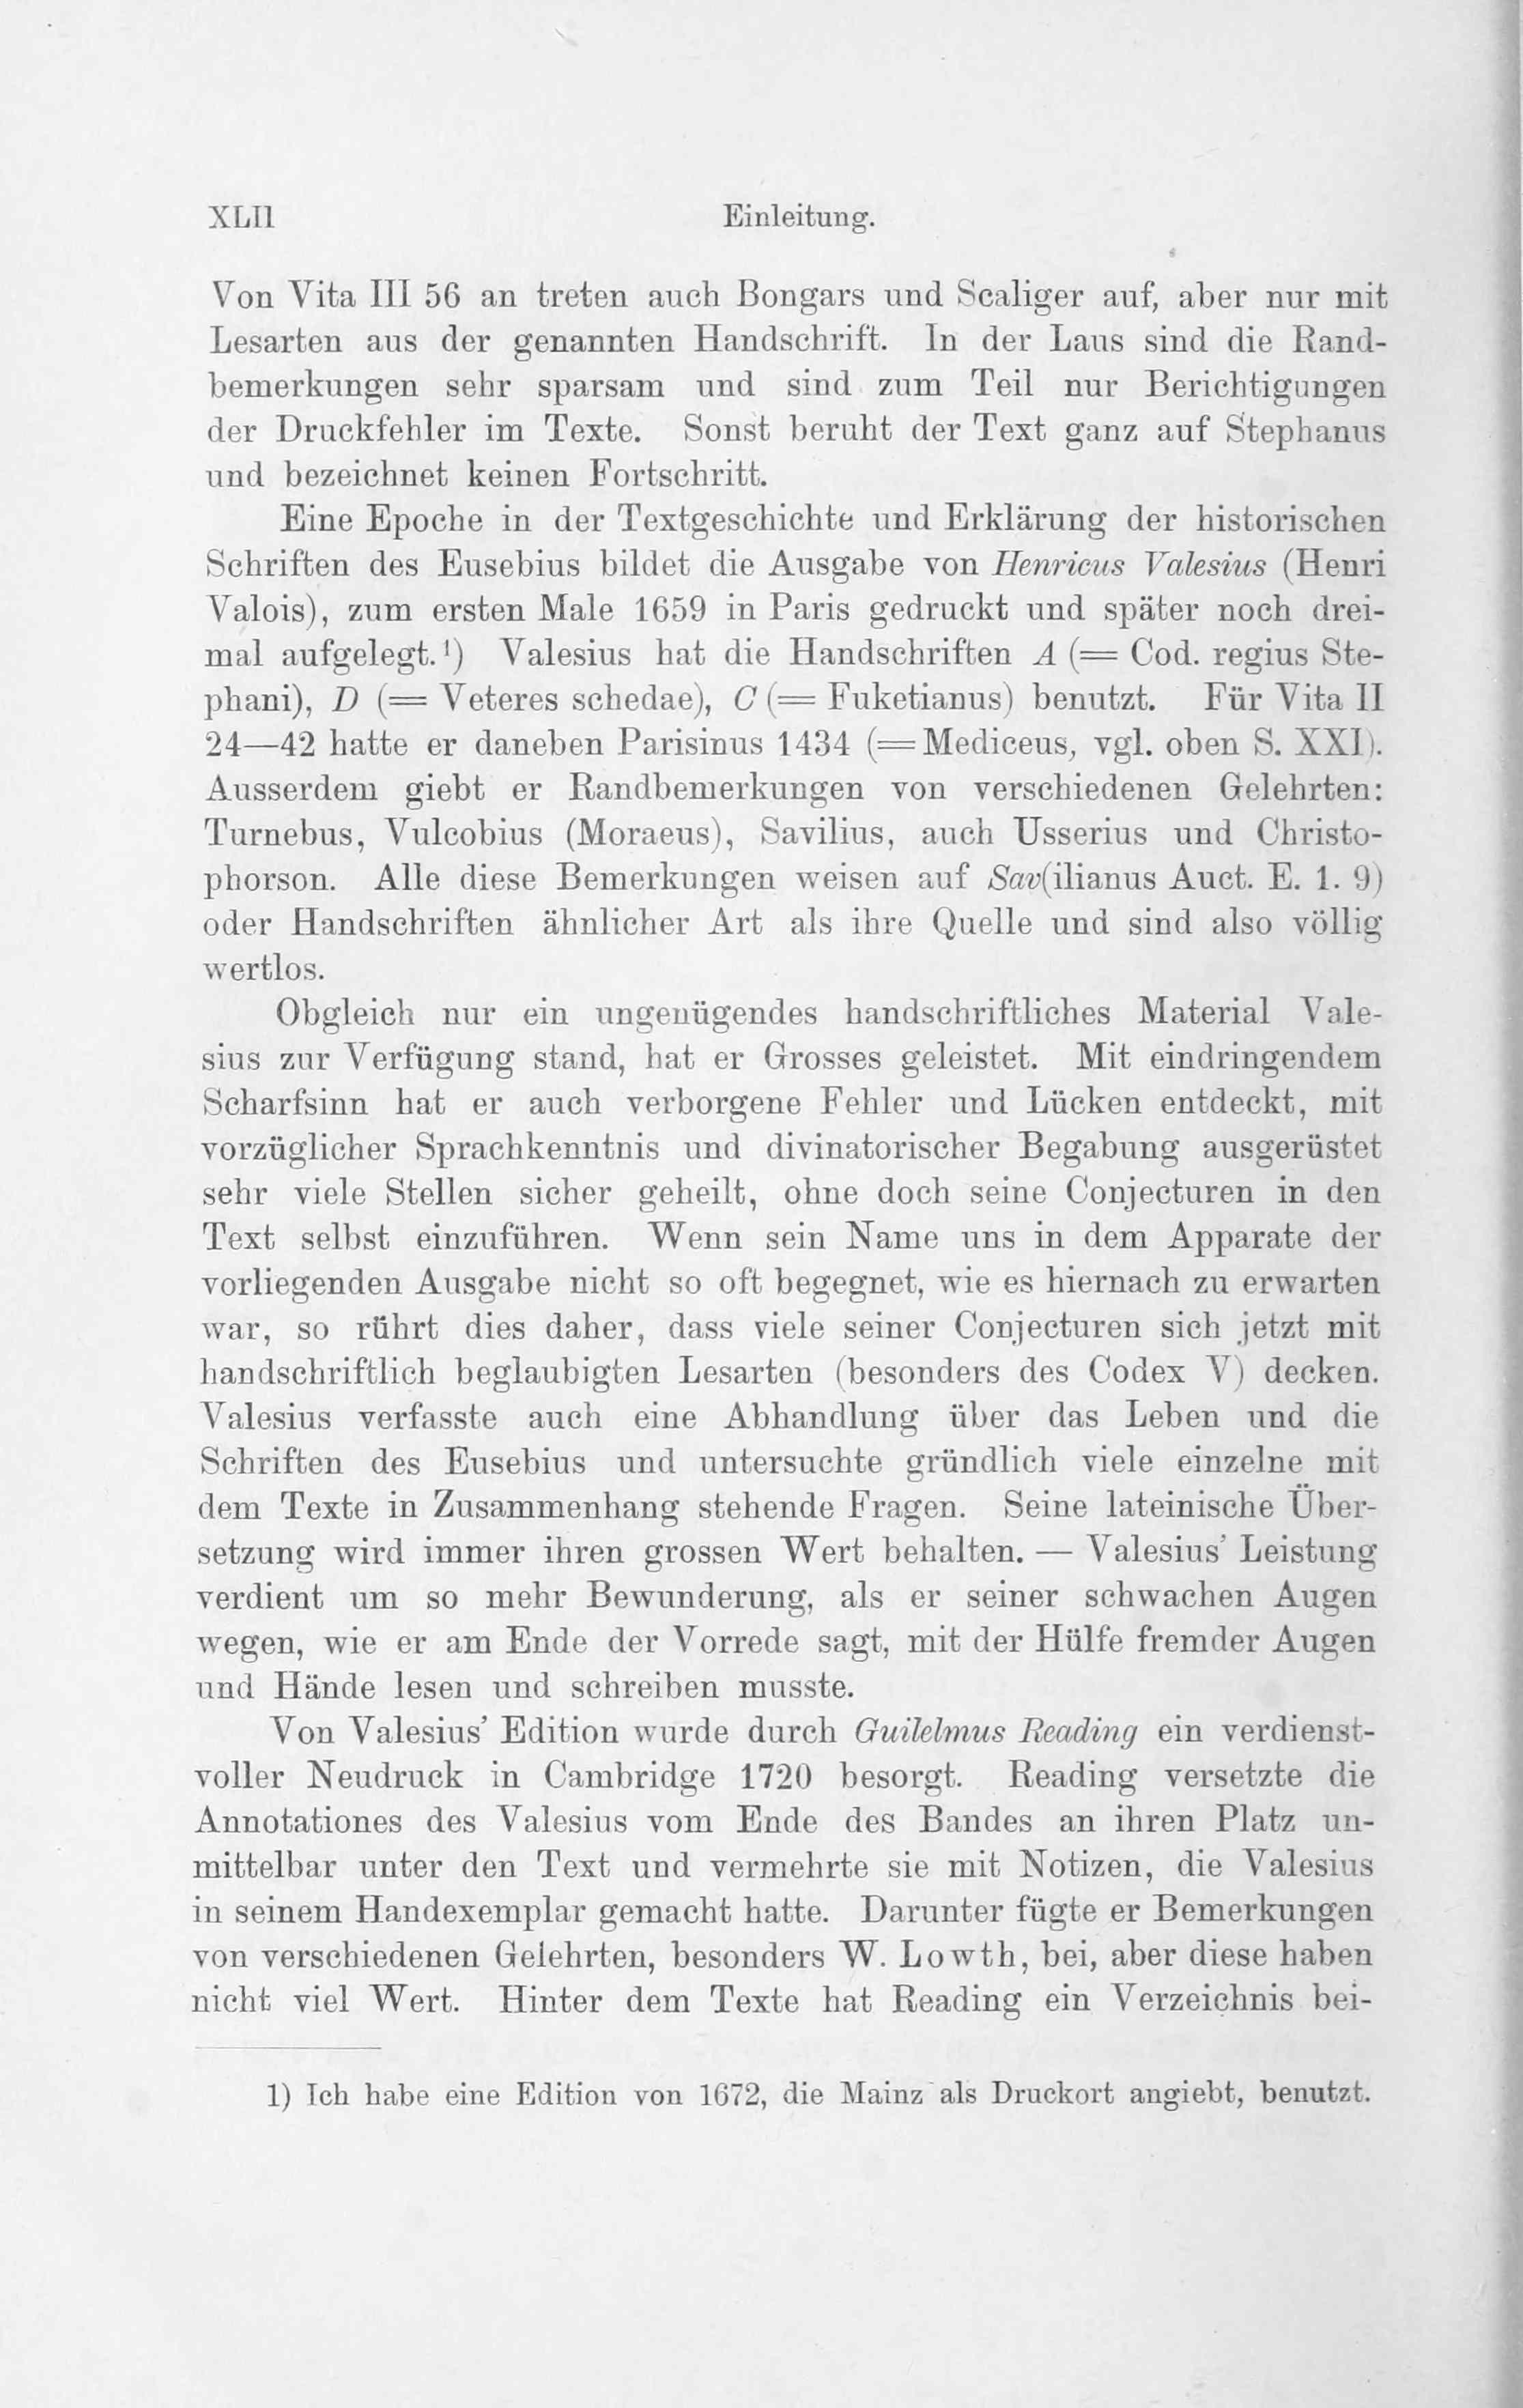 XLII Einleitung.
Von Vita III 56 an treten auch Bongars und Scaliger auf, aber nur mit
Lesarten aus der genannten Handschrift. In der Laus sind die Rand-
bemerkungen sehr sparsam und sind zum Teil nur Berichtigungen
der Druckfehler im Texte. Sonst beruht der Text ganz auf Stephanus
und bezeichnet keinen Fortschritt.
Eine Epoche in der Textgeschichte und Erklärung der historischen
Schriften des Eusebius bildet die Ausgabe von Henricus Valesius (Henri
Valois), zum ersten Male 1659 in Paris gedruckt und später noch drei-
mal aufgelegt.¹) Valesius hat die Handschriften A (= Cod. regius Ste-
phani), D (= Veteres schedae), C (= Fuketianus) benutzt. Für Vita II
24—42 hatte er daneben Parisinus 1434 (= Mediceus, vgl. oben S. XXI).
Ausserdem giebt er Randbemerkungen von verschiedenen Gelehrten:
Turnebus, Vulcobius (Moraeus), Savilius, auch Usserius und Christo-
phorson. Alle diese Bemerkungen weisen auf Sav(ilianus Auct. E. 1. 9)
oder Handschriften ähnlicher Art als ihre Quelle und sind also völlig
wertlos.
Obgleich nur ein ungenügendes handschriftliches Material Vale-
sius zur Verfügung stand, hat er Grosses geleistet. Mit eindringendem
Scharfsinn hat er auch verborgene Fehler und Lücken entdeckt, mit
vorzüglicher Sprachkenntnis und divinatorischer Begabung ausgerüstet
sehr viele Stellen sicher geheilt, ohne doch seine Conjecturen in den
Text selbst einzuführen. Wenn sein Name uns in dem Apparate der
vorliegenden Ausgabe nicht so oft begegnet, wie es hiernach zu erwarten
war, so rührt dies daher, dass viele seiner Conjecturen sich jetzt mit
handschriftlich beglaubigten Lesarten (besonders des Codex V) decken.
Valesius verfasste auch eine Abhandlung über das Leben und die
Schriften des Eusebius und untersuchte gründlich viele einzelne mit
dem Texte in Zusammenhang stehende Fragen. Seine lateinische Über-
setzung wird immer ihren grossen Wert behalten. — Valesius' Leistung
verdient um so mehr Bewunderung, als er seiner schwachen Augen
wegen, wie er am Ende der Vorrede sagt, mit der Hülfe fremder Augen
und Hände lesen und schreiben musste.
Von Valesius' Edition wurde durch Guilelmus Reading ein verdienst-
voller Neudruck in Cambridge 1720 besorgt. Reading versetzte die
Annotationes des Valesius vom Ende des Bandes an ihren Platz un-
mittelbar unter den Text und vermehrte sie mit Notizen, die Valesius
in seinem Handexemplar gemacht hatte. Darunter fügte er Bemerkungen
von verschiedenen Gelehrten, besonders W. Lowth, bei, aber diese haben
nicht viel Wert. Hinter dem Texte hat Reading ein Verzeichnis bei-
1) Ich habe eine Edition von 1672, die Mainz als Druckort angiebt, benutzt.